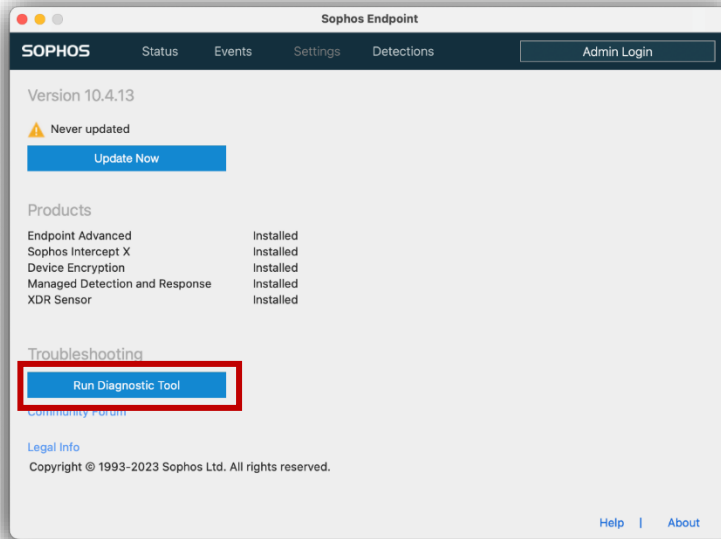 Sophos Endpoint
SOPHOS Status Events Settings Detections Admin Login
Version 10.4.13
Never updated
Update Now
Products
Endpoint Advanced Installed
Sophos Intercept X Installed
Device Encryption Installed
Managed Detection and Response Installed
XDR Sensor Installed
Troubleshooting
Run Diagnostic Tool
Community Forum
Legal Info
Copyright © 1993-2023 Sophos Ltd. All rights reserved.
Help | About